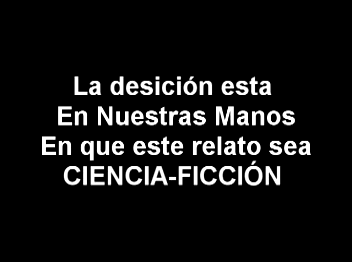 La desición esta
En Nuestras Manos
En que este relato sea
CIENCIA-FICCIÓN